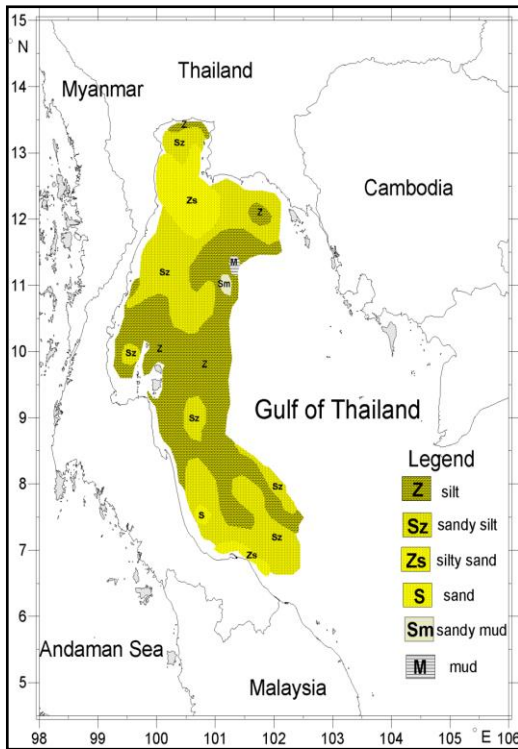 15
° N
14
13
12
11
10
9
8
7
6
5
Thailand
Myanmar
Z
Sz
Cambodia
Zs
Z
Sz
M
Sm
Sz
Z
Z
Gulf of Thailand
Sz
Sz
S
Sz
Zs
Legend
Z silt
Sz sandy silt
Zs silty sand
S sand
Sm sandy mud
M mud
Andaman Sea
Malaysia
98 99 100 101 102 103 104 105 ° E 106